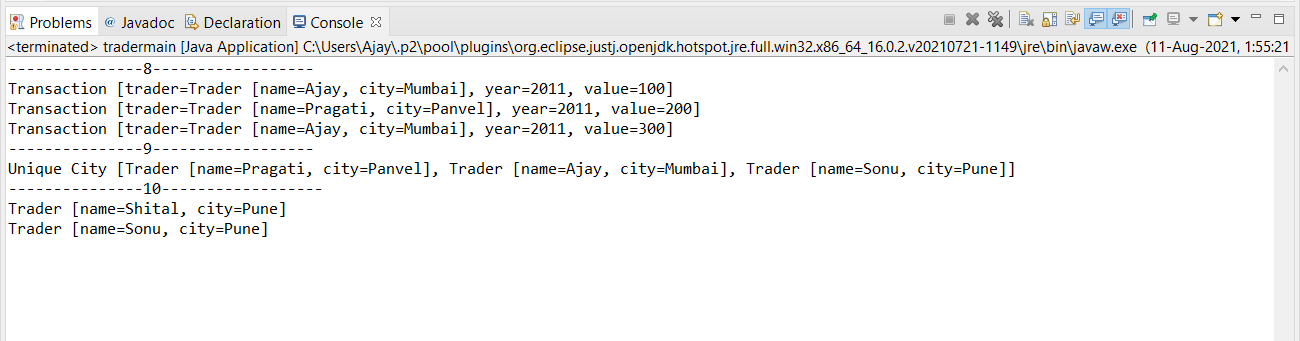 Problems @ Javadoc Declaration Console
<terminated> tradermain [Java Application] C:\Users\Ajay\.p2\pool\plugins\org.eclipse.justj.openjdk.hotspot.jre.full.win32.x86_64_16.0.2.v20210721-1149\jre\bin\javaw.exe (11-Aug-2021, 1:55:21
---------------8------------------
Transaction [trader=Trader [name=Ajay, city=Mumbai], year=2011, value=100]
Transaction [trader=Trader [name=Pragati, city=Panvel], year=2011, value=200]
Transaction [trader=Trader [name=Ajay, city=Mumbai], year=2011, value=300]
---------------9------------------
Unique City [Trader [name=Pragati, city=Panvel], Trader [name=Ajay, city=Mumbai], Trader [name=Sonu, city=Pune]]
---------------10------------------
Trader [name=Shital, city=Pune]
Trader [name=Sonu, city=Pune]